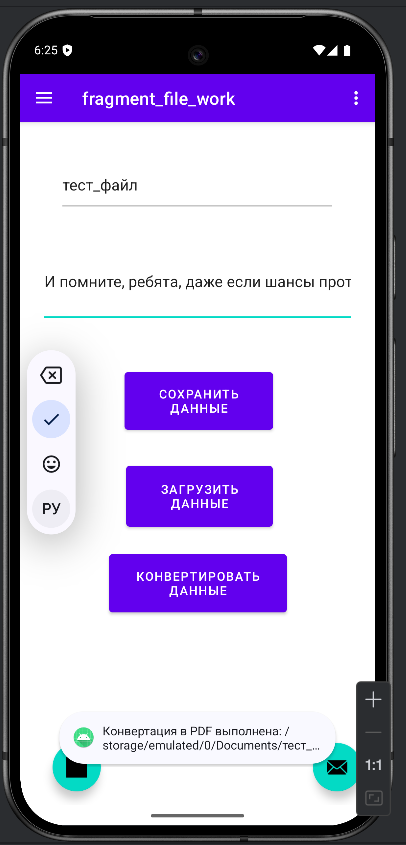 6:25
fragment_file_work
тест_файл
И помните, ребята, даже если шансы прот
СОХРАНИТЬ
ДАННЫЕ
РУ
ЗАГРУЗИТЬ
ДАННЫЕ
КОНВЕРТИРОВАТЬ
ДАННЫЕ
Конвертация в PDF выполнена: /
storage/emulated/0/Documents/тест_...
1:1